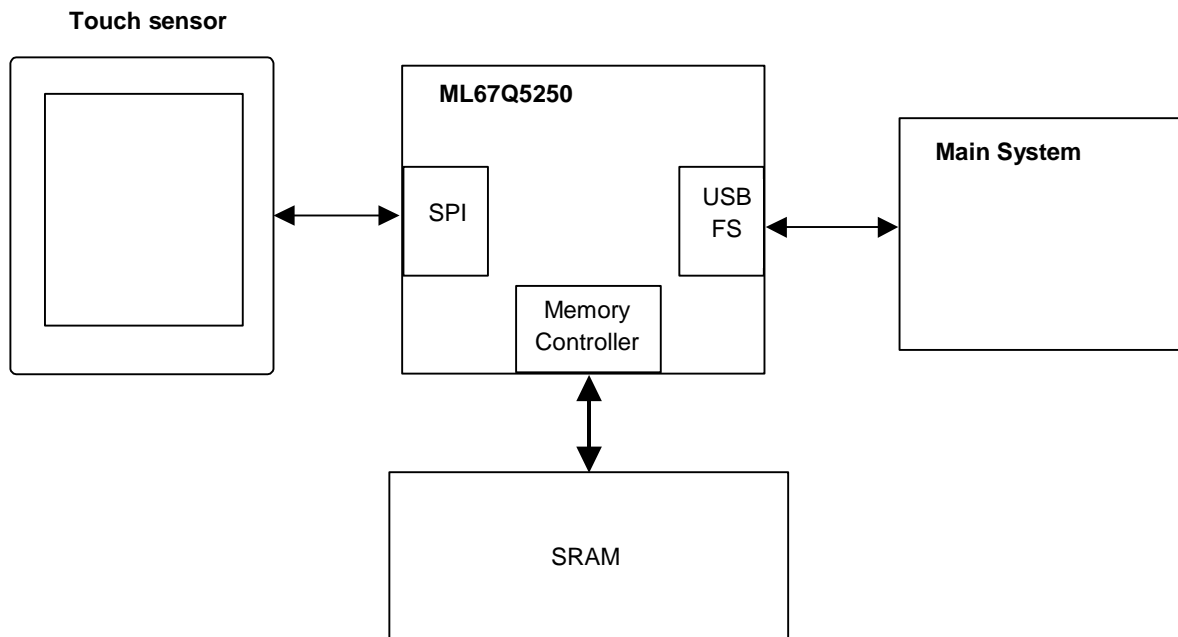 Touch sensor
ML67Q5250
Main System
SPI
USB
FS
Memory
Controller
SRAM